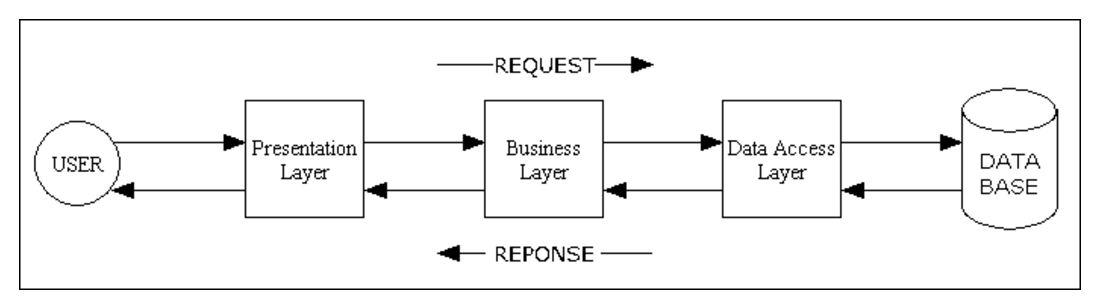 REQUEST
USER
Presentation
Layer
Business
Layer
Data Access
Layer
DATA
BASE
REPONSE